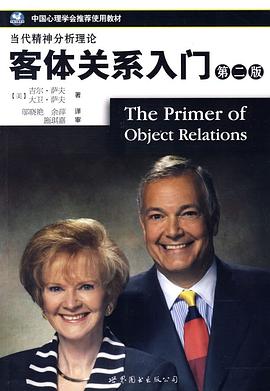 中国心理学会推荐使用教材
当代精神分析理论
客体关系入门 第二版
【美】 吉尔·萨夫 著
大卫·萨夫
邬晓艳 余萍 译
施琪嘉 审
The Primer of
Object Relations
世界图书出版公司